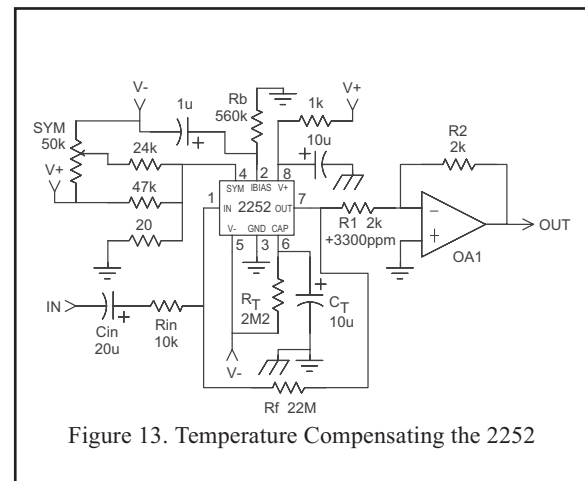 V-
1u
Rb
560k
1k
V+
SYM
50k
24k
10u
+
+
R2
2k
V+
47k
4 2 8
SYM IBIAS V+
1 IN 2252 OUT 7
V- GND CAP
5 3 6
20
R1 2k
+3300ppm
-
+
OA1
OUT
IN
+
Cin
20u
Rin
10k
RT
2M2
+
CT
10u
V-
Rf 22M
Figure 13. Temperature Compensating the 2252